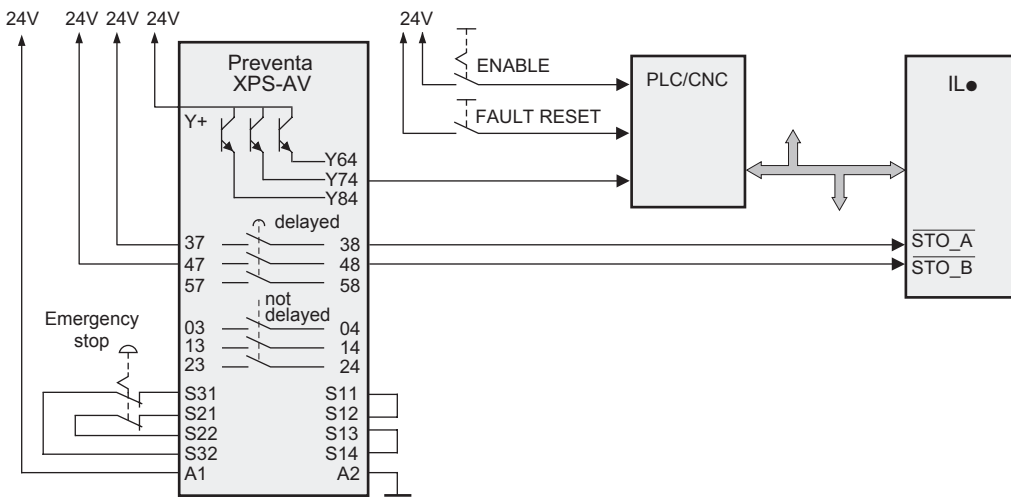 24V 24V 24V 24V
24V
Preventa
XPS-AV
ENABLE
PLC/CNC
IL●
FAULT RESET
Y+
Y64
Y74
Y84
delayed
37 38
47 48
57 58
STO_A
STO_B
not
delayed
03 04
13 14
23 24
Emergency
stop
S31 S11
S21 S12
S22 S13
S32 S14
A1 A2